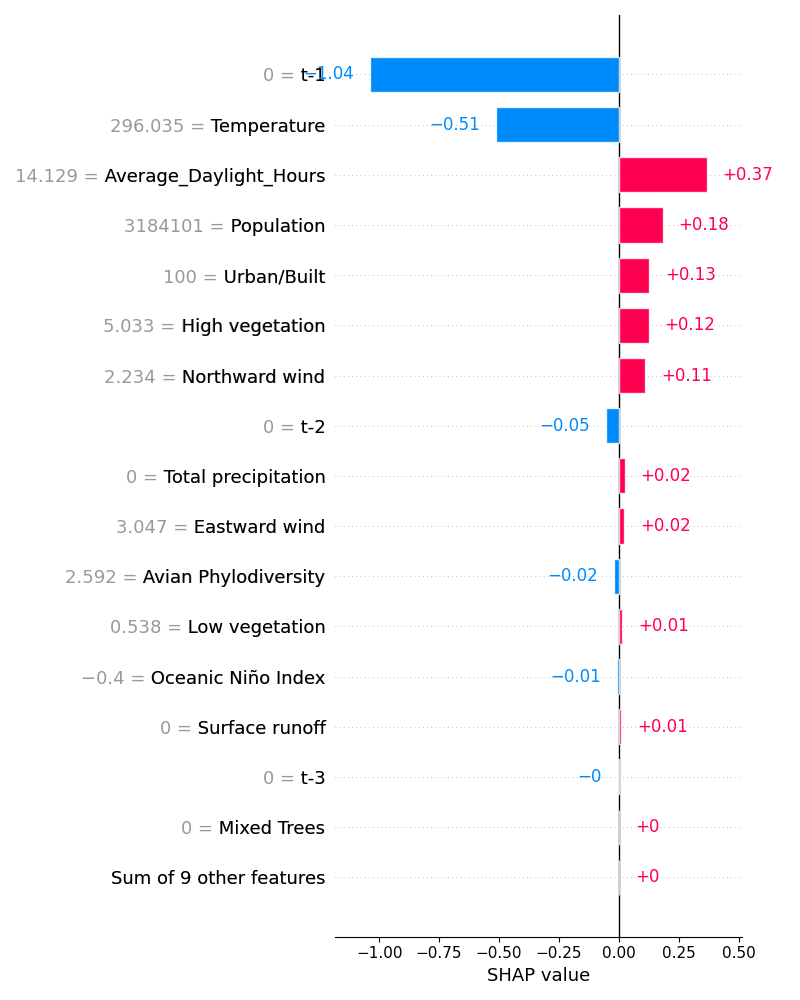 0 = t-1 −1.04
296.035 = Temperature −0.51
14.129 = Average_Daylight_Hours +0.37
3184101 = Population +0.18
100 = Urban/Built +0.13
5.033 = High vegetation +0.12
2.234 = Northward wind +0.11
0 = t-2 −0.05
0 = Total precipitation +0.02
3.047 = Eastward wind +0.02
2.592 = Avian Phylodiversity −0.02
0.538 = Low vegetation +0.01
−0.4 = Oceanic Niño Index −0.01
0 = Surface runoff +0.01
0 = t-3 −0
0 = Mixed Trees +0
Sum of 9 other features +0
−1.00 −0.75 −0.50 −0.25 0.00 0.25 0.50
SHAP value